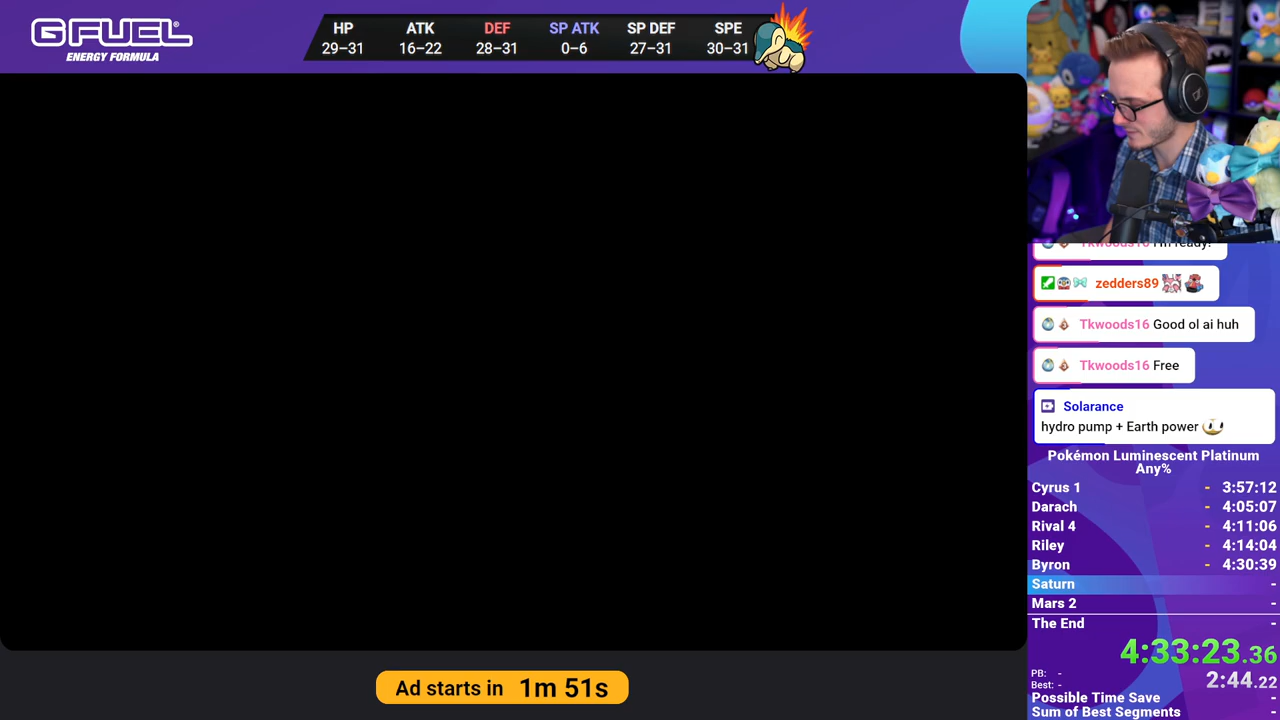 G FUEL®
ENERGY FORMULA
HP ATK DEF SP ATK SP DEF SPE
29–31 16–22 28–31 0–6 27–31 30–31
Tkwoods16 I'm ready!
zedders89
Tkwoods16 Good ol ai huh
Tkwoods16 Free
Solarance
hydro pump + Earth power
Pokémon Luminescent Platinum
Any%
Cyrus 1 - 3:57:12
Darach - 4:05:07
Rival 4 - 4:11:06
Riley - 4:14:04
Byron - 4:30:39
Saturn -
Mars 2 -
The End -
4:33:23.36
PB: -
Best: - 2:44.22
Possible Time Save -
Sum of Best Segments -
Ad starts in 1m 51s